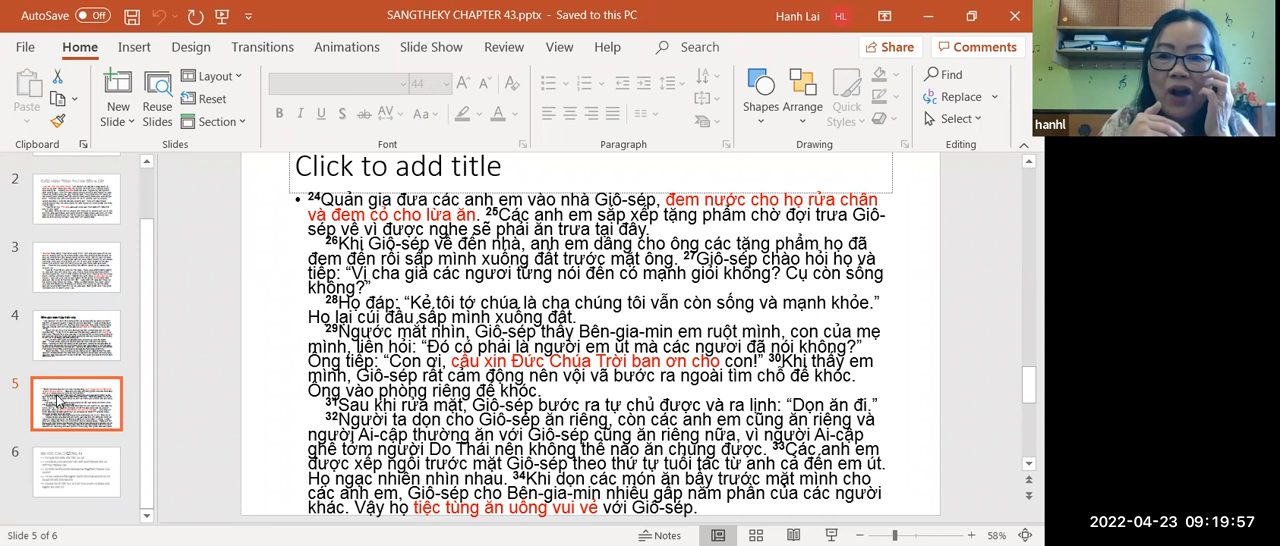 AutoSave Off SANGTHEKY CHAPTER 43.pptx - Saved to this PC Hanh Lai HL
File Home Insert Design Transitions Animations Slide Show Review View Help Search Share Comments
Paste New Slide Reuse Slides Layout Reset Section 44 Shapes Arrange Quick Styles Find Replace Select
Clipboard Slides Font Paragraph Drawing Editing
hanhl
2
3
4
5
6
Click to add title
• 24Quản gia đưa các anh em vào nhà Giô-sép, đem nước cho họ rửa chân
và đem cỏ cho lừa ăn. 25Các anh em sắp xếp tặng phẩm chờ đợi trưa Giô-
sép về vì được nghe sẽ phải ăn trưa tại đây.
26Khi Giô-sép về đến nhà, anh em dâng cho ông các tặng phẩm họ đã
đem đến rồi sấp mình xuống đất trước mặt ông. 27Giô-sép chào hỏi họ và
tiếp: “Vị cha già các ngươi từng nói đến có mạnh giỏi không? Cụ còn sống
không?”
28Họ đáp: “Kẻ tôi tớ chúa là cha chúng tôi vẫn còn sống và mạnh khỏe.”
Họ lại cúi đầu sấp mình xuống đất.
29Ngước mắt nhìn, Giô-sép thấy Bên-gia-min em ruột mình, con của mẹ
mình, liền hỏi: “Đó có phải là người em út mà các ngươi đã nói không?”
Ông tiếp: “Con ơi, cầu xin Đức Chúa Trời ban ơn cho con!” 30Khi thấy em
mình, Giô-sép rất cảm động nên vội vã bước ra ngoài tìm chỗ để khóc.
Ông vào phòng riêng để khóc.
31Sau khi rửa mặt, Giô-sép bước ra tự chủ được và ra lịnh: “Dọn ăn đi.”
32Người ta dọn cho Giô-sép ăn riêng, còn các anh em cũng ăn riêng và
người Ai-cập thường ăn với Giô-sép cũng ăn riêng nữa, vì người Ai-cập
ghê tởm người Do Thái nên không thể nào ăn chung được. 33Các anh em
được xếp ngồi trước mặt Giô-sép theo thứ tự tuổi tác từ anh cả đến em út.
Họ ngạc nhiên nhìn nhau. 34Khi dọn các món ăn bày trước mặt mình cho
các anh em, Giô-sép cho Bên-gia-min nhiều gấp năm phần của các người
khác. Vậy họ tiệc tùng ăn uống vui vẻ với Giô-sép.
2022-04-23 09:19:57
Slide 5 of 6 Notes 58%